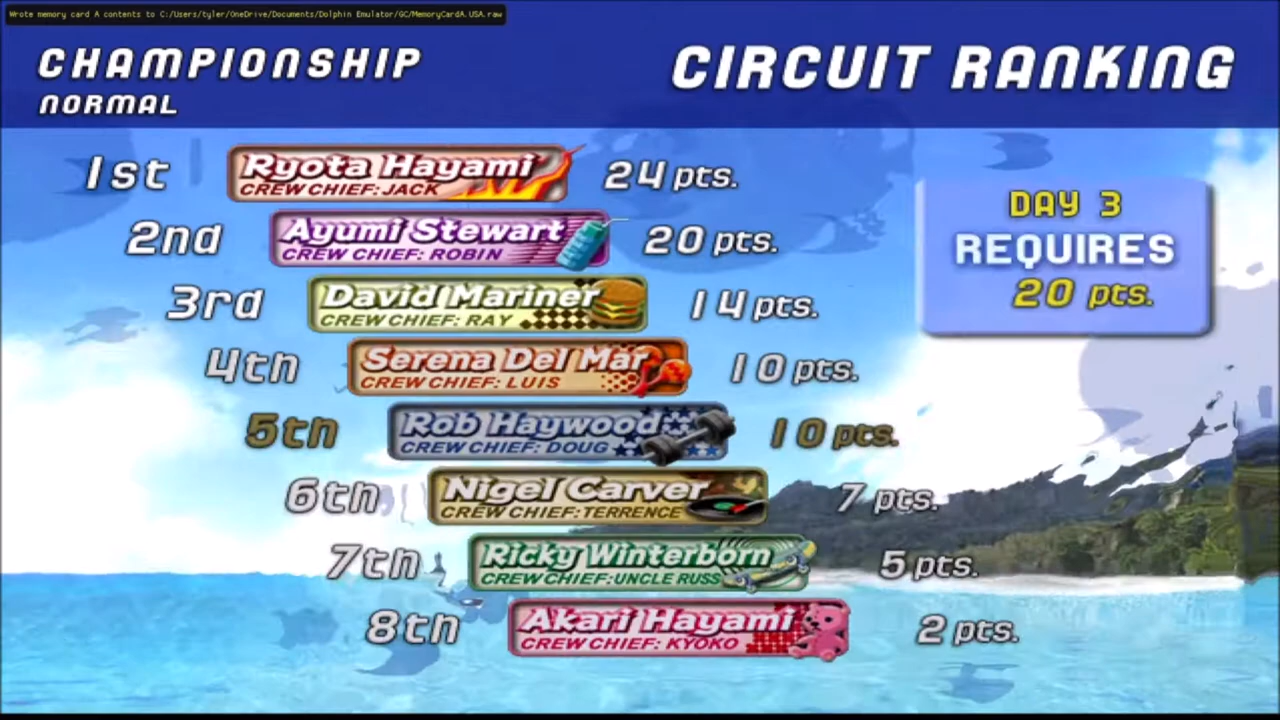 Wrote memory card A contents to C:/Users/tyler/OneDrive/Documents/Dolphin Emulator/GC/MemoryCardA.USA.raw
CHAMPIONSHIP
NORMAL
CIRCUIT RANKING
1st Ryota Hayami 24 pts.
CREW CHIEF: JACK
2nd Ayumi Stewart 20 pts.
CREW CHIEF: ROBIN
3rd David Mariner 14 pts.
CREW CHIEF: RAY
4th Serena Del Mar 10 pts.
CREW CHIEF: LUIS
5th Rob Haywood 10 pts.
CREW CHIEF: DOUG
6th Nigel Carver 7 pts.
CREW CHIEF: TERRENCE
7th Ricky Winterborn 5 pts.
CREW CHIEF: UNCLE RUSS
8th Akari Hayami 2 pts.
CREW CHIEF: KYOKO
DAY 3
REQUIRES
20 pts.